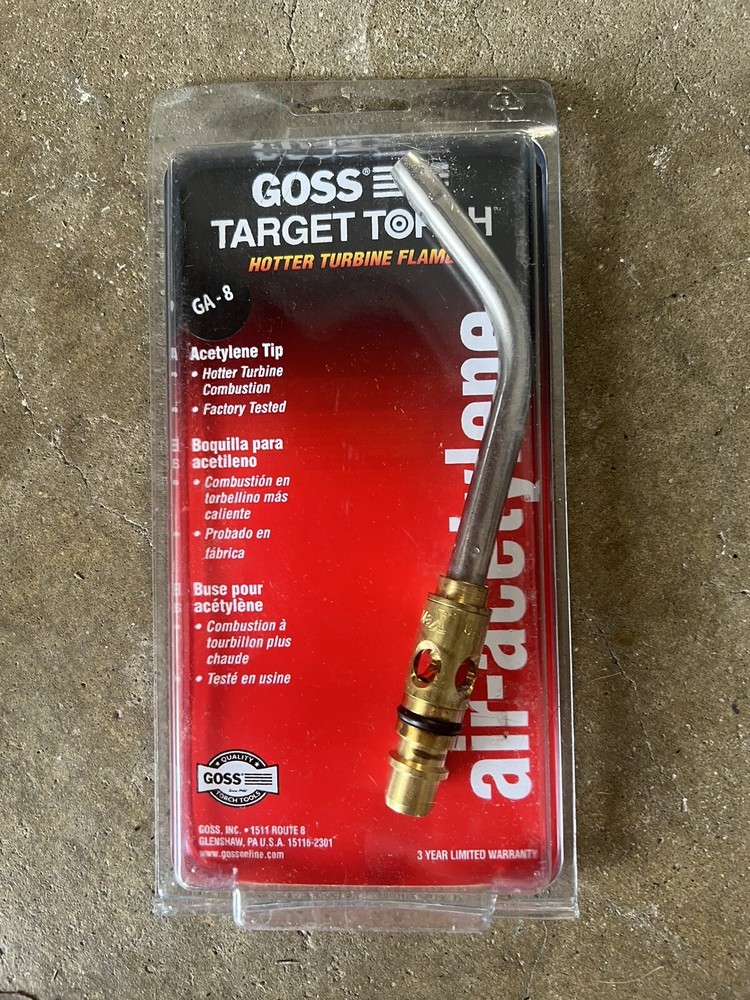 GOSS®
TARGET TORCH™
HOTTER TURBINE FLAME
GA-8
Acetylene Tip
• Hotter Turbine
Combustion
• Factory Tested
Boquilla para
acetileno
• Combustión en
torbellino más
caliente
• Probado en
fábrica
Buse pour
acétylène
• Combustion à
tourbillon plus
chaude
• Testé en usine
air-acetylene
QUALITY
GOSS
TORCH TOOLS
GOSS, INC. • 1511 ROUTE 8
GLENSHAW, PA U.S.A. 15116-2301
www.gossonline.com
3 YEAR LIMITED WARRANTY